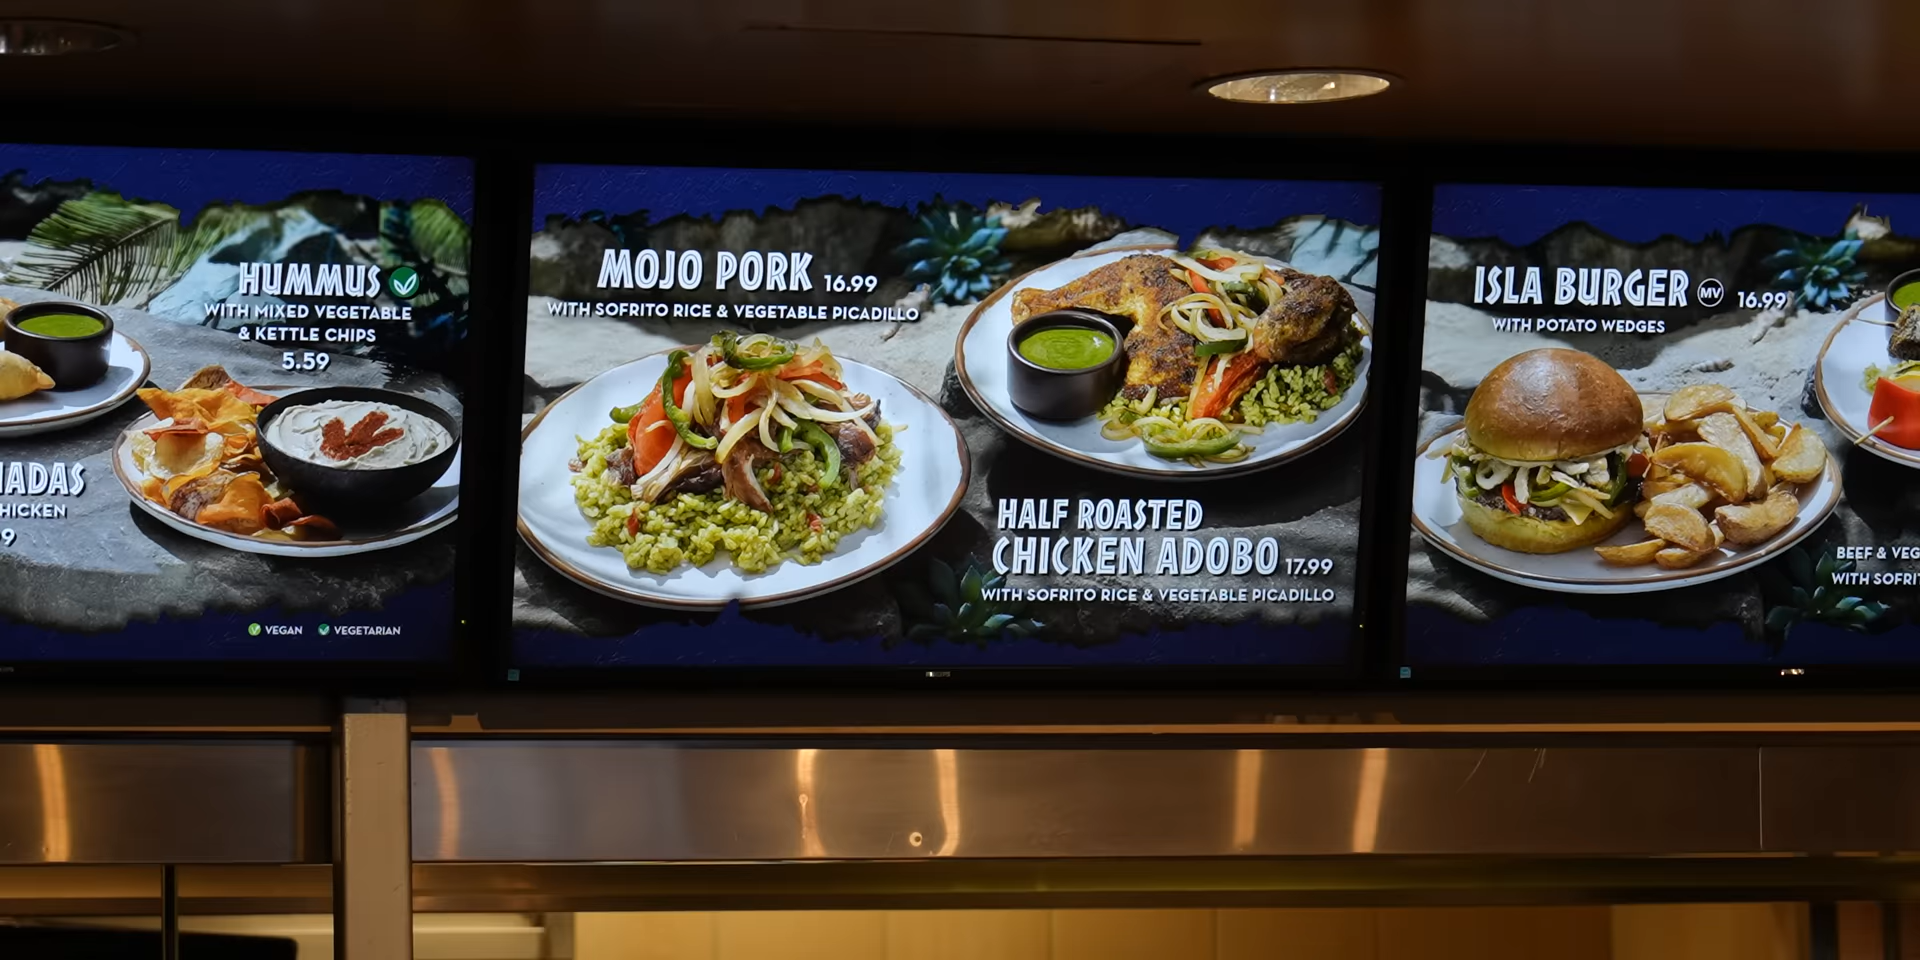 HUMMUS
WITH MIXED VEGETABLE
& KETTLE CHIPS
5.59
VEGAN VEGETARIAN
MOJO PORK 16.99
WITH SOFRITO RICE & VEGETABLE PICADILLO
HALF ROASTED
CHICKEN ADOBO 17.99
WITH SOFRITO RICE & VEGETABLE PICADILLO
ISLA BURGER MV 16.99
WITH POTATO WEDGES
BEEF & VEG
WITH SOFRI